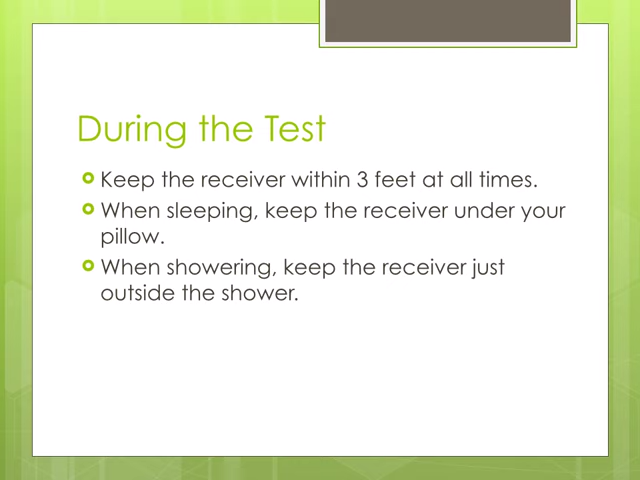 During the Test
Keep the receiver within 3 feet at all times.
When sleeping, keep the receiver under your
pillow.
When showering, keep the receiver just
outside the shower.